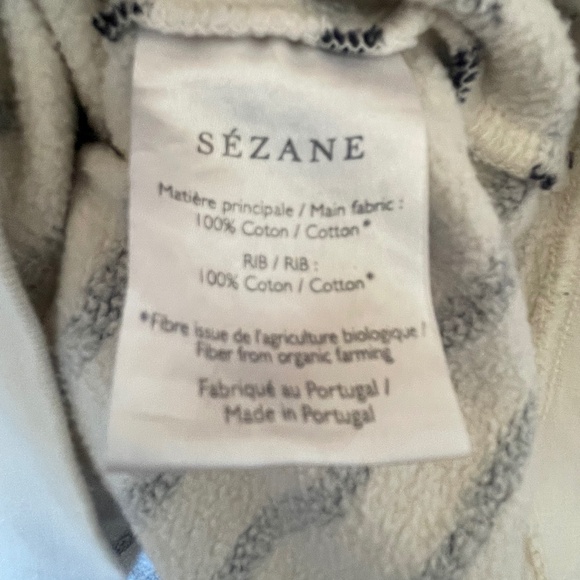 SÉZANE
Matière principale / Main fabric :
100% Coton / Cotton*
RIB / RIB :
100% Coton / Cotton*
*Fibre issue de l'agriculture biologique /
Fiber from organic farming
Fabriqué au Portugal /
Made in Portugal